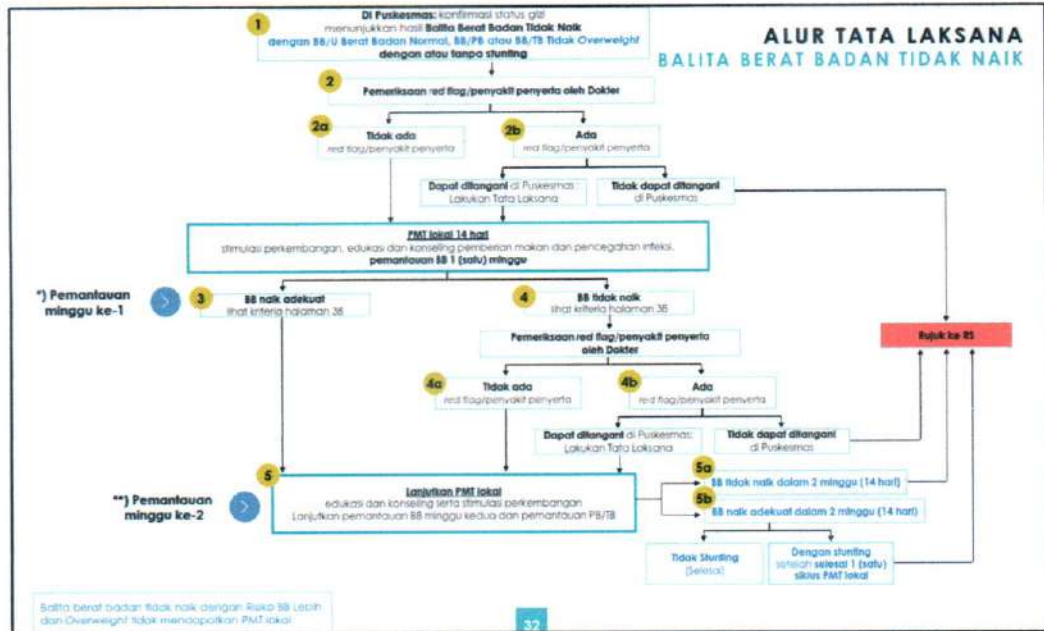 ALUR TATA LAKSANA
BALITA BERAT BADAN TIDAK NAIK
1
Di Puskesmas: konfirmasi status gizi
menunjukkan hasil Balita Berat Badan Tidak Naik
dengan BB/U Berat Badan Normal, BB/PB atau BB/TB Tidak Overweight
dengan atau tanpa stunting
2
Pemeriksaan red flag/penyakit penyerta oleh Dokter
2a
Tidak ada
red flag/penyakit penyerta
2b
Ada
red flag/penyakit penyerta
Dapat ditangani di Puskesmas:
Lakukan Tata Laksana
Tidak dapat ditangani
di Puskesmas
PMT lokal 14 hari
stimulasi perkembangan, edukasi dan konseling pemberian makan dan pencegahan infeksi,
pemantauan BB 1 (satu) minggu
*) Pemantauan
minggu ke-1
3
BB naik adekuat
lihat kriteria halaman 38
4
BB tidak naik
lihat kriteria halaman 38
Pemeriksaan red flag/penyakit penyerta
oleh Dokter
Rujuk ke RS
4a
Tidak ada
red flag/penyakit penyerta
4b
Ada
red flag/penyakit penyerta
Dapat ditangani di Puskesmas:
Lakukan Tata Laksana
Tidak dapat ditangani
di Puskesmas
**) Pemantauan
minggu ke-2
5
Lanjutkan PMT lokal
edukasi dan konseling serta stimulasi perkembangan
Lanjutkan pemantauan BB minggu kedua dan pemantauan PB/TB
5a
BB tidak naik dalam 2 minggu (14 hari)
5b
BB naik adekuat dalam 2 minggu (14 hari)
Tidak Stunting
(Selesai)
Dengan stunting
setelah selesai 1 (satu)
siklus PMT lokal
Balita berat badan tidak naik dengan Risiko BB Lebih
dan Overweight tidak mendapatkan PMT lokal
32